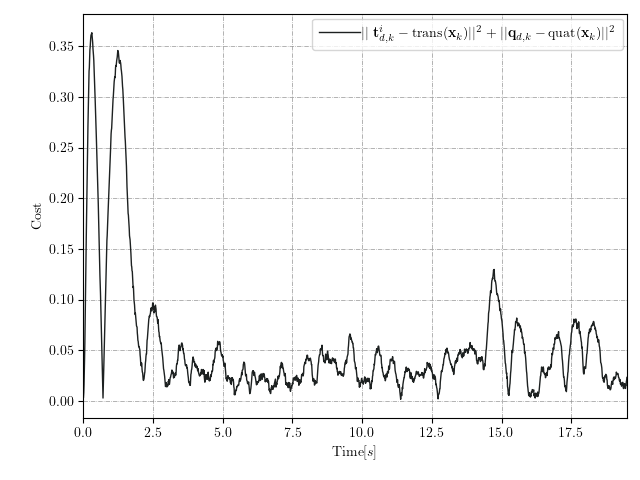 || t^i_{d,k} − trans(x_k)||^2 + ||q_{d,k} − quat(x_k)||^2
0.35
0.30
0.25
0.20
0.15
0.10
0.05
0.00
Cost
0.0 2.5 5.0 7.5 10.0 12.5 15.0 17.5
Time[s]